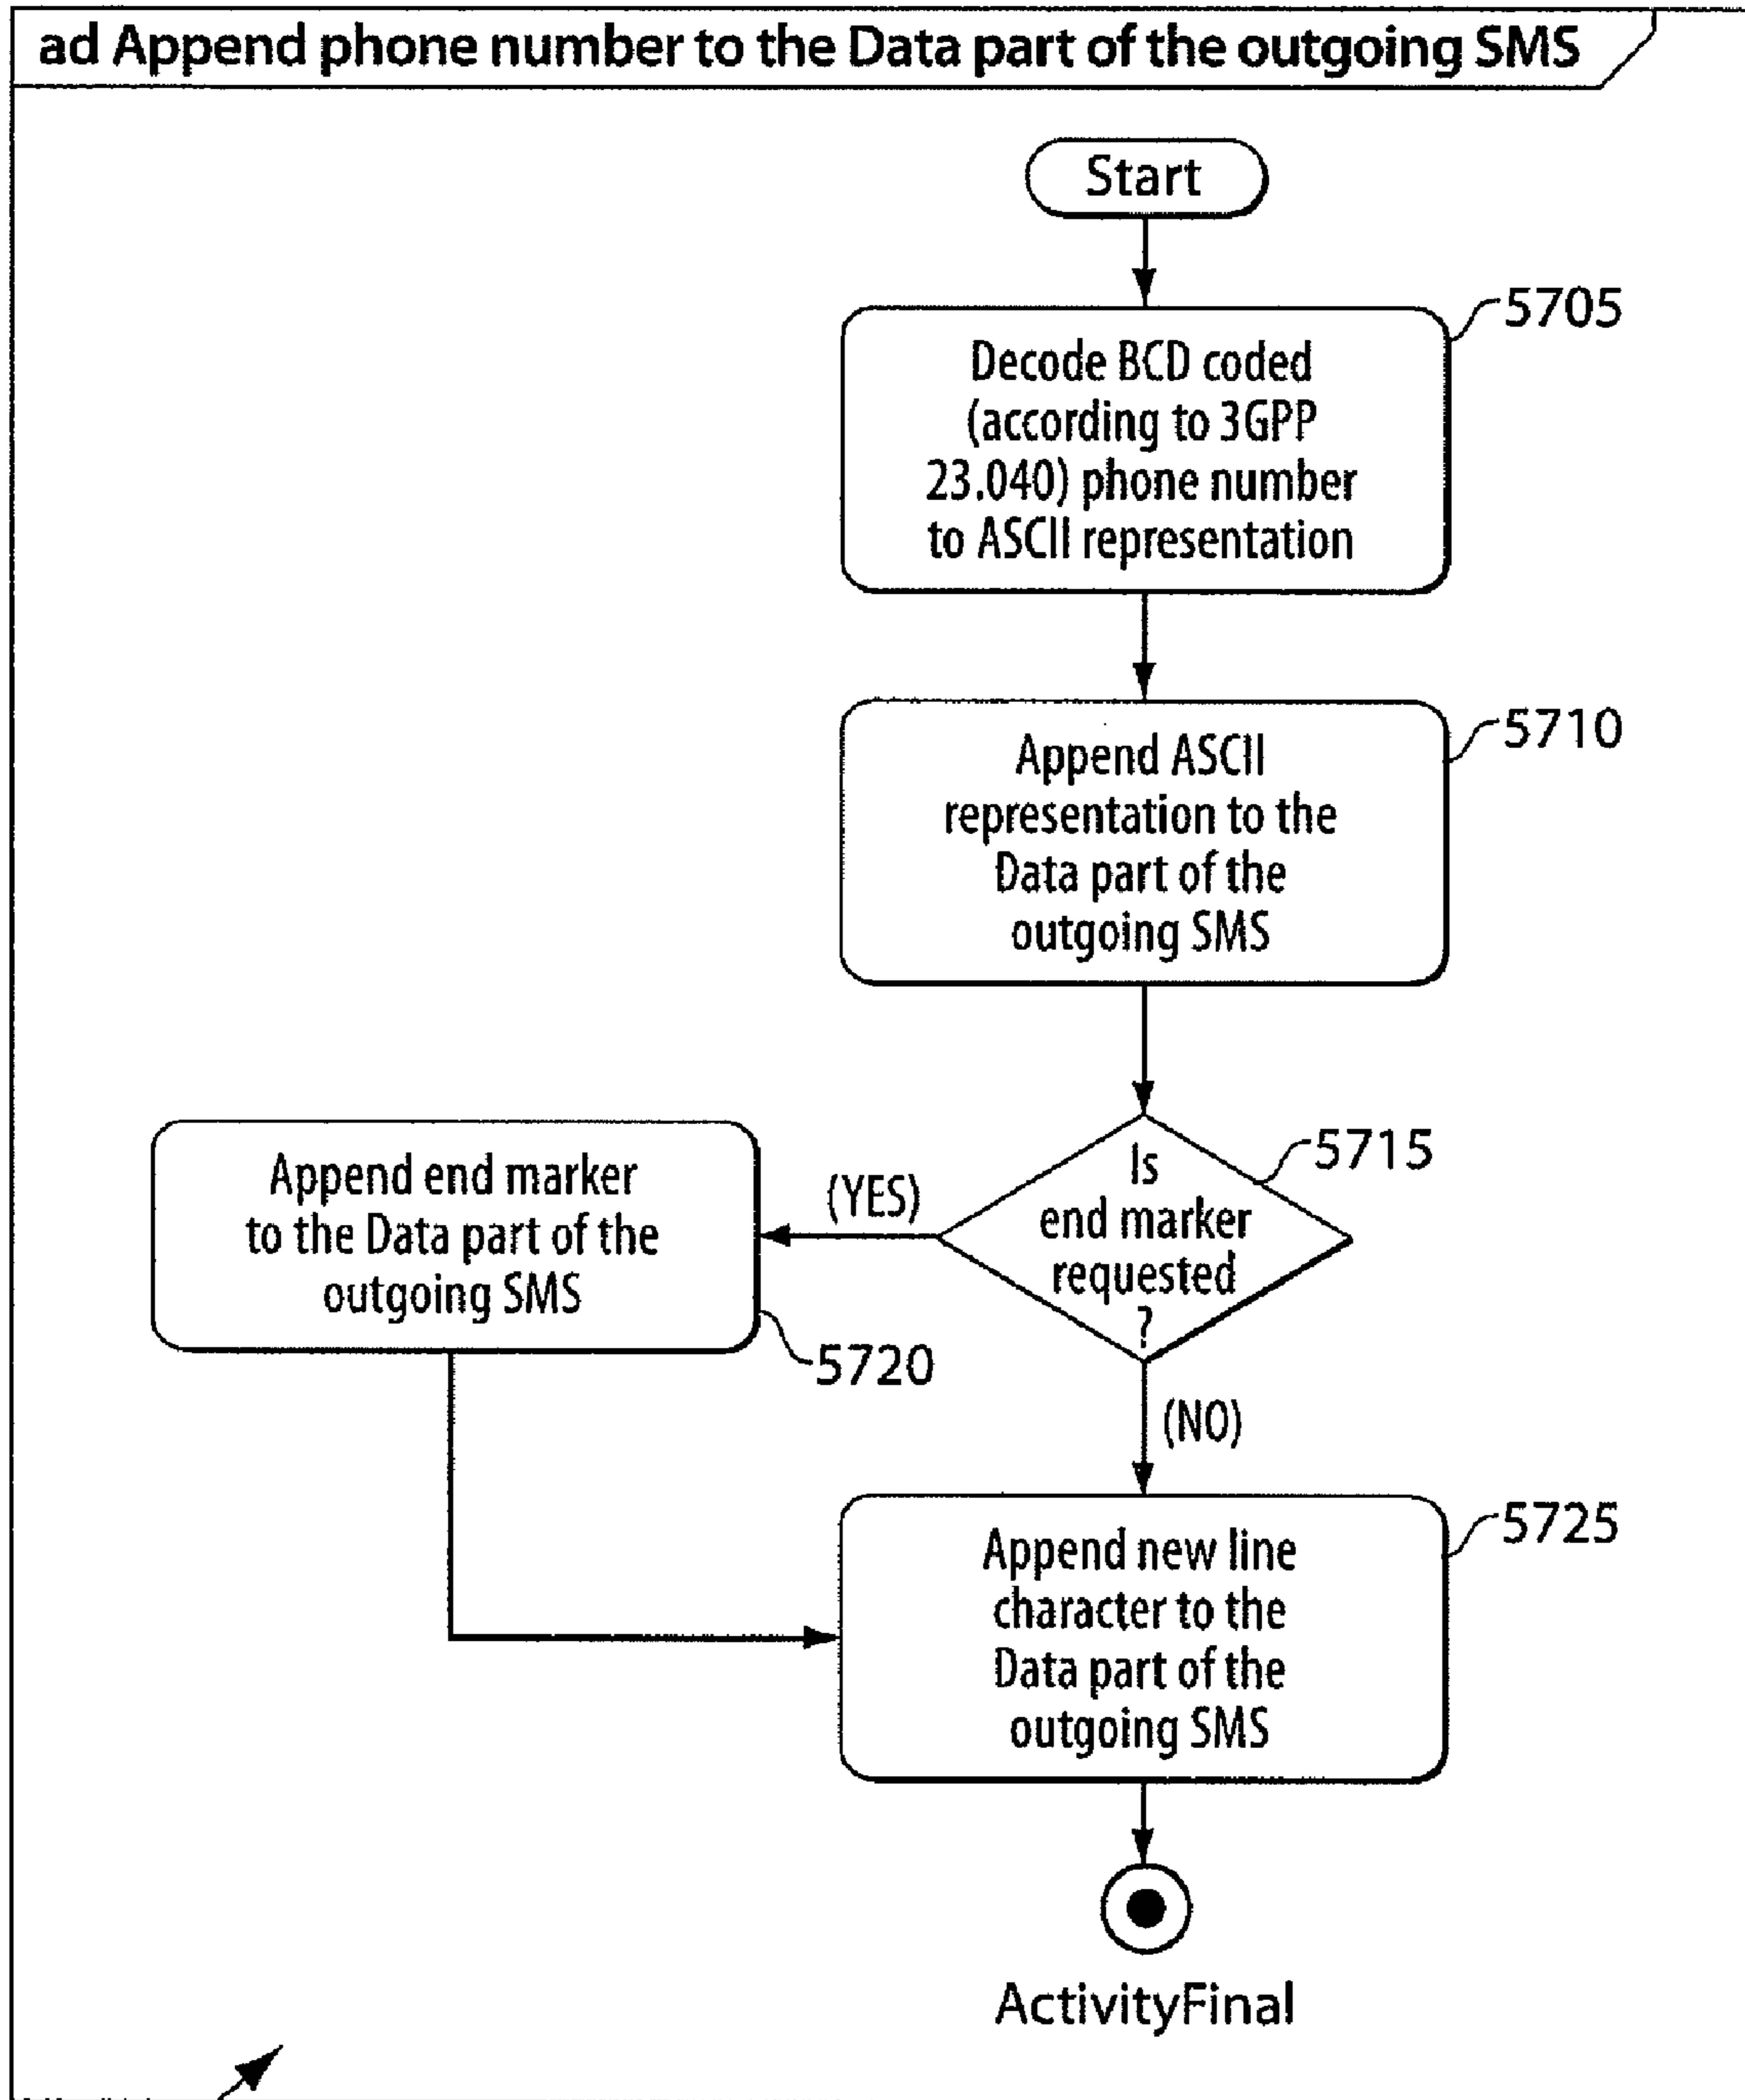 ad Append phone number to the Data part of the outgoing SMS
Start
5705
Decode BCD coded
(according to 3GPP
23.040) phone number
to ASCII representation
5710
Append ASCII
representation to the
Data part of the
outgoing SMS
5715
Is
end marker
requested
?
(YES)
Append end marker
to the Data part of the
outgoing SMS
5720
(NO)
5725
Append new line
character to the
Data part of the
outgoing SMS
ActivityFinal